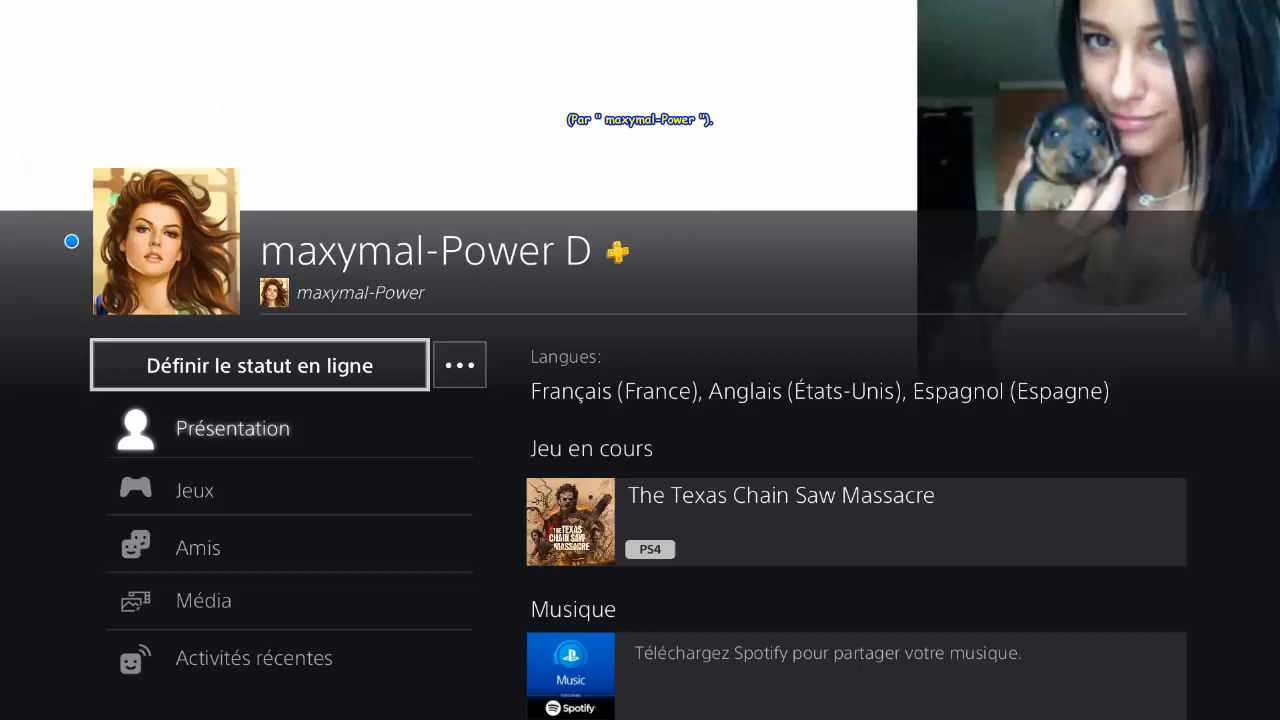 (Par " maxymal-Power ").
maxymal-Power D
maxymal-Power
Définir le statut en ligne
Langues:
Français (France), Anglais (États-Unis), Espagnol (Espagne)
Présentation
Jeu en cours
Jeux
The Texas Chain Saw Massacre
THE TEXAS
CHAIN SAW
MASSACRE
PS4
Amis
Média
Musique
Activités récentes
Téléchargez Spotify pour partager votre musique.
Music
Spotify